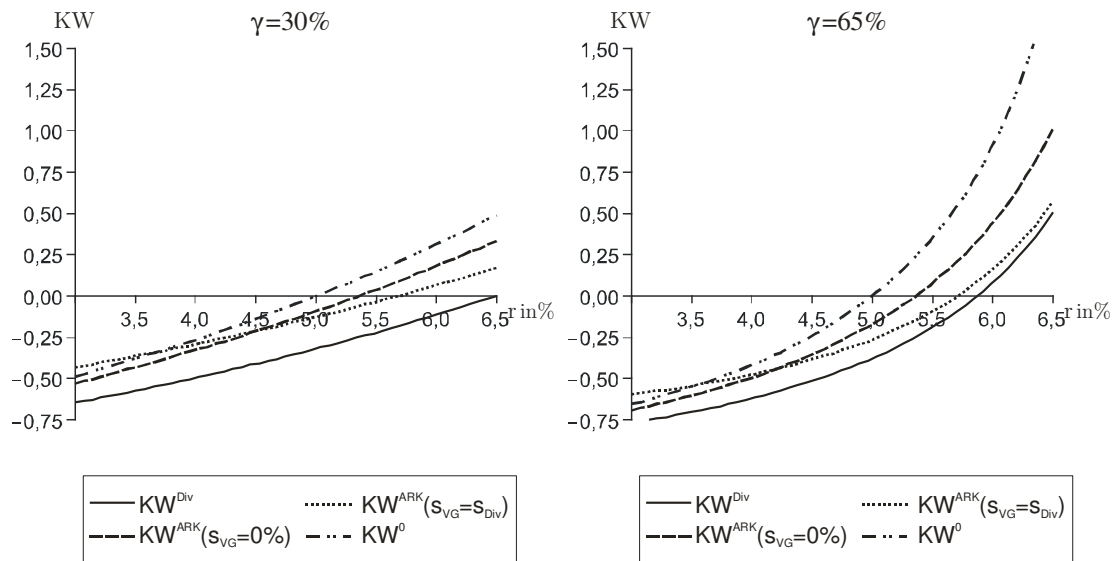 KW
γ=30%
1,50
1,25
1,00
0,75
0,50
0,25
0,00
−0,25
−0,50
−0,75
3,5 4,0 4,5 5,0 5,5 6,0 6,5
r in%
KW^Div
KW^ARK(s_VG=s_Div)
KW^ARK(s_VG=0%)
KW^0
KW
γ=65%
1,50
1,25
1,00
0,75
0,50
0,25
0,00
−0,25
−0,50
−0,75
3,5 4,0 4,5 5,0 5,5 6,0 6,5
r in%
KW^Div
KW^ARK(s_VG=s_Div)
KW^ARK(s_VG=0%)
KW^0